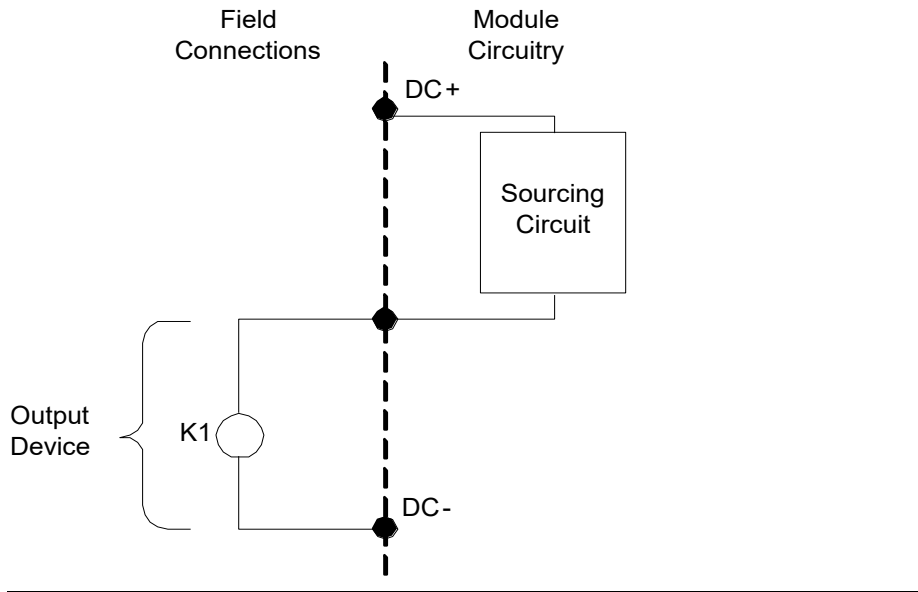 Field
Connections
Module
Circuitry
DC+
Sourcing
Circuit
Output
Device
K1
DC-